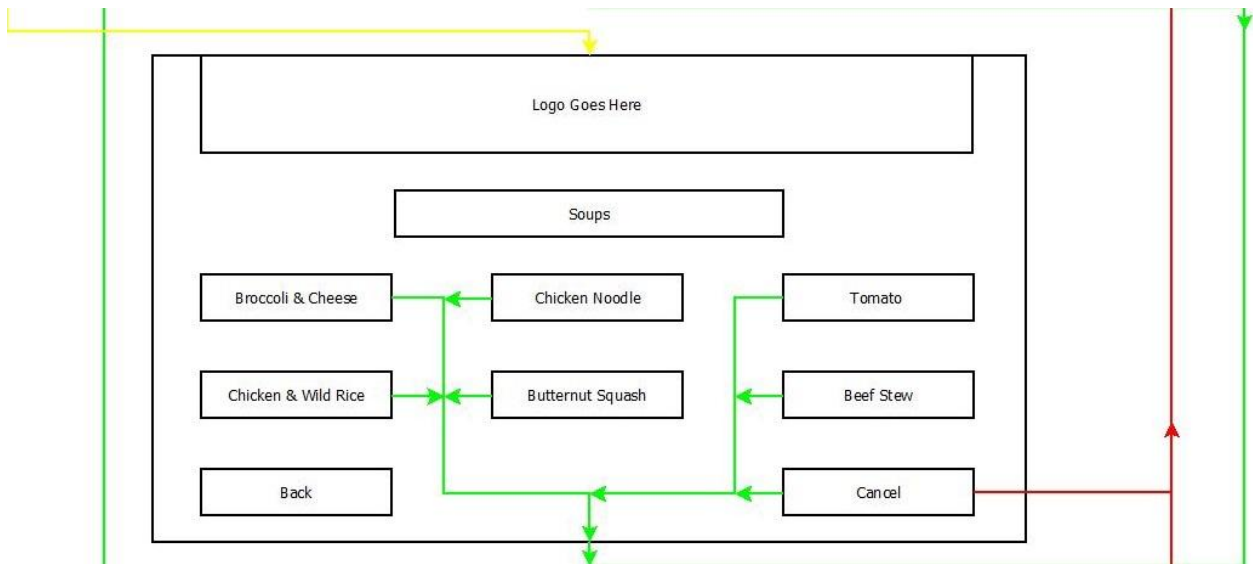 Logo Goes Here
Soups
Broccoli & Cheese
Chicken Noodle
Tomato
Chicken & Wild Rice
Butternut Squash
Beef Stew
Back
Cancel